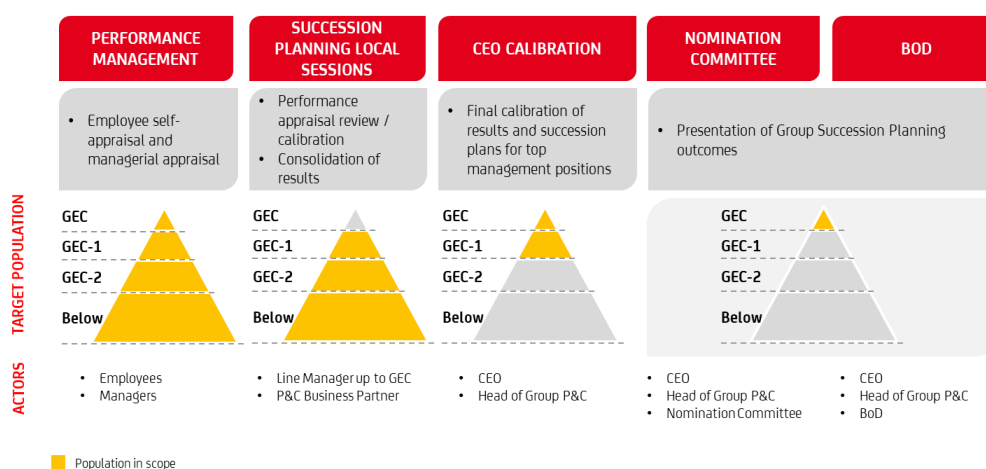 PERFORMANCE
MANAGEMENT
SUCCESSION
PLANNING LOCAL
SESSIONS
CEO CALIBRATION
NOMINATION
COMMITTEE
BOD
• Employee self-
appraisal and
managerial appraisal
• Performance
appraisal review /
calibration
• Consolidation of
results
• Final calibration of
results and succession
plans for top
management positions
• Presentation of Group Succession Planning
outcomes
TARGET POPULATION
GEC
GEC-1
GEC-2
Below
GEC
GEC-1
GEC-2
Below
GEC
GEC-1
GEC-2
Below
GEC
GEC-1
GEC-2
Below
ACTORS
• Employees
• Managers
• Line Manager up to GEC
• P&C Business Partner
• CEO
• Head of Group P&C
• CEO
• Head of Group P&C
• Nomination Committee
• CEO
• Head of Group P&C
• BoD
Population in scope